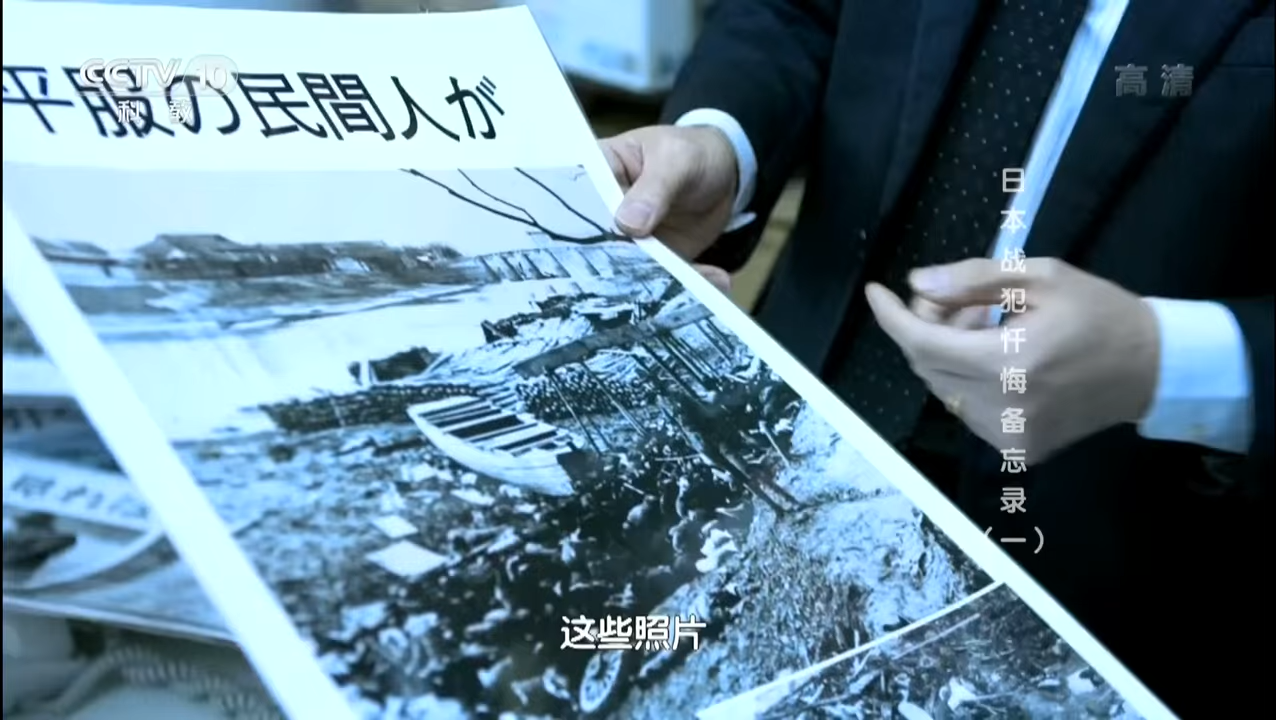 CCTV 10
科教
高清
平服の民間人が
日本战犯忏悔备忘录（一）
这些照片